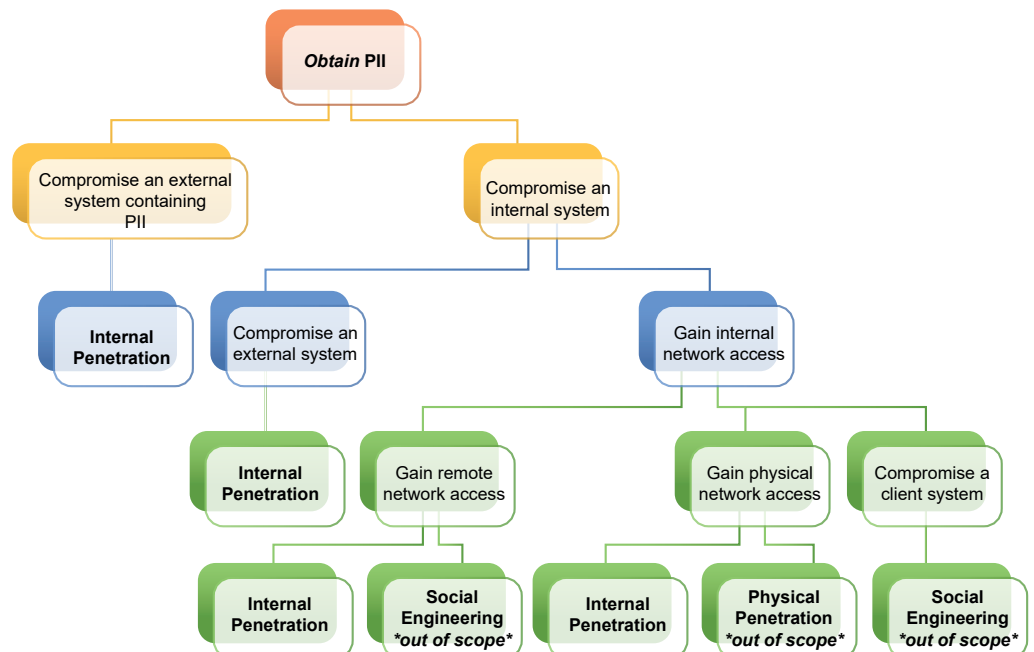 Obtain PII
Compromise an external
system containing
PII
Compromise an
internal system
Internal
Penetration
Compromise an
external system
Gain internal
network access
Internal
Penetration
Gain remote
network access
Gain physical
network access
Compromise a
client system
Internal
Penetration
Social
Engineering
*out of scope*
Internal
Penetration
Physical
Penetration
*out of scope*
Social
Engineering
*out of scope*